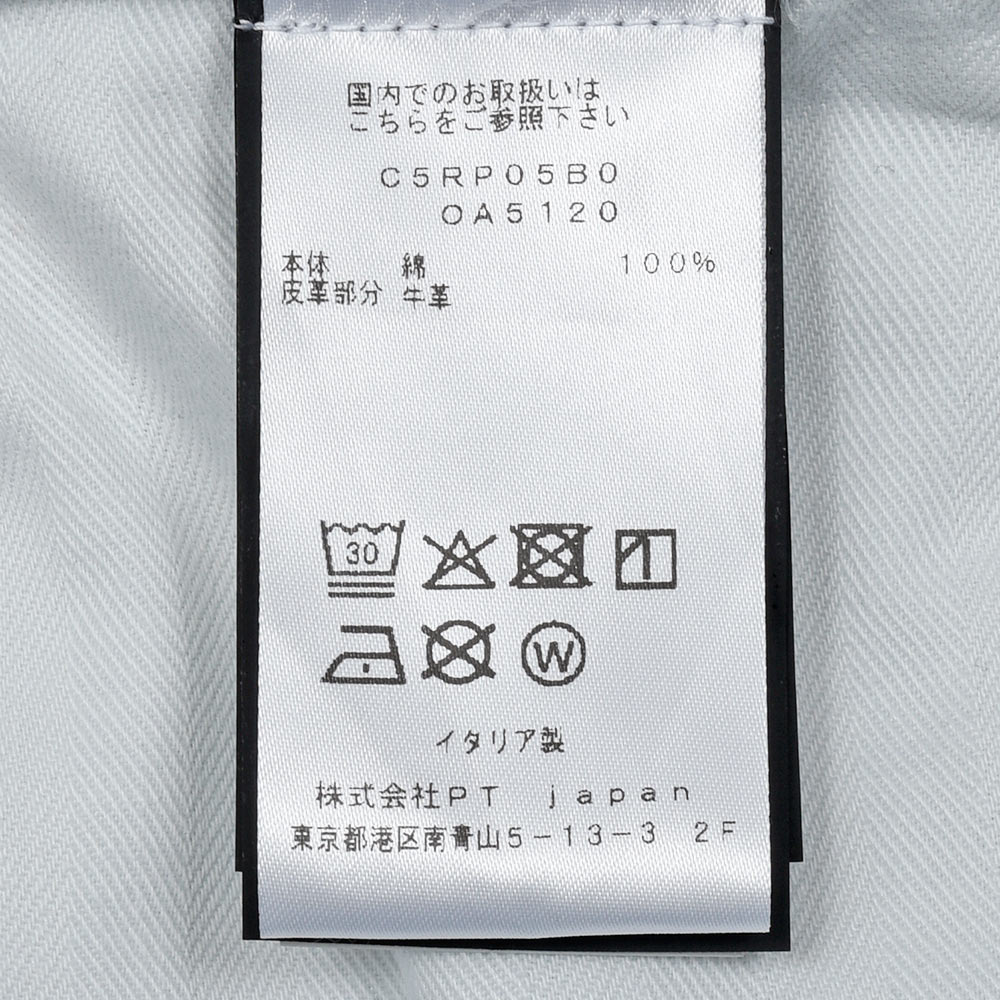 国内でのお取扱いは
こちらをご参照下さい
C5RP05B0
OA5120
本体 綿 100%
皮革部分 牛革
30
W
イタリア製
株式会社PT japan
東京都港区南青山5-13-3 2F